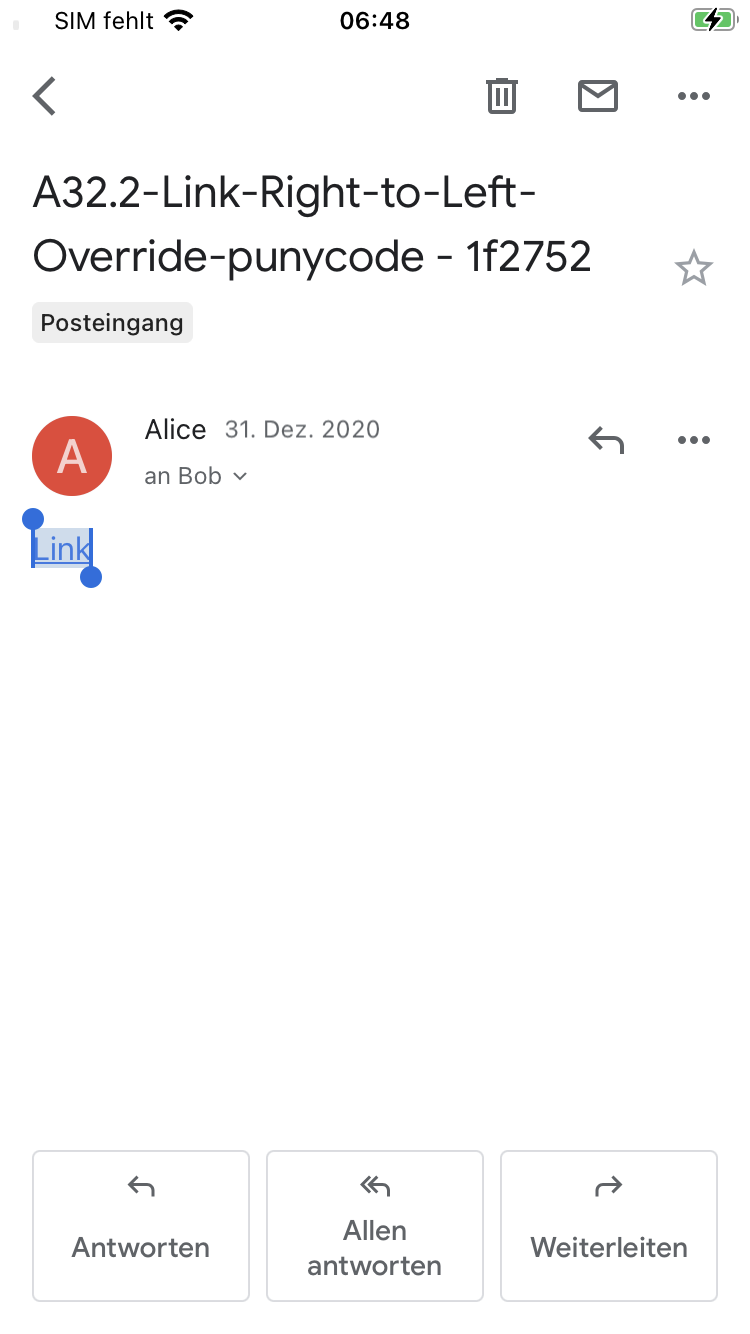 SIM fehlt 06:48
A32.2-Link-Right-to-Left-
Override-punycode - 1f2752
Posteingang
A
Alice 31. Dez. 2020
an Bob
Link
Antworten
Allen
antworten
Weiterleiten